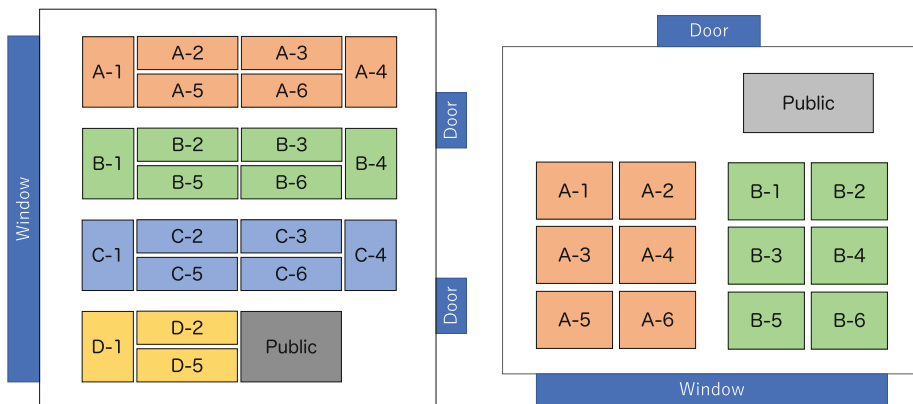 Window
A-1
A-2
A-3
A-4
A-5
A-6
B-1
B-2
B-3
B-4
B-5
B-6
C-1
C-2
C-3
C-4
C-5
C-6
D-1
D-2
D-5
Public
Door
Door
Door
Public
A-1
A-2
B-1
B-2
A-3
A-4
B-3
B-4
A-5
A-6
B-5
B-6
Window